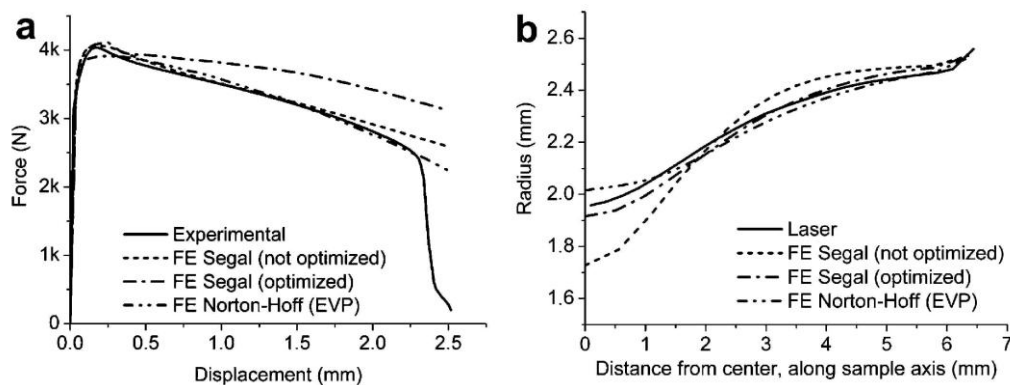 a
4k
3k
2k
1k
0
Force (N)
Experimental
FE Segal (not optimized)
FE Segal (optimized)
FE Norton-Hoff (EVP)
0.0 0.5 1.0 1.5 2.0 2.5
Displacement (mm)
b
2.6
2.4
2.2
2.0
1.8
1.6
Radius (mm)
Laser
FE Segal (not optimized)
FE Segal (optimized)
FE Norton-Hoff (EVP)
0 1 2 3 4 5 6 7
Distance from center, along sample axis (mm)